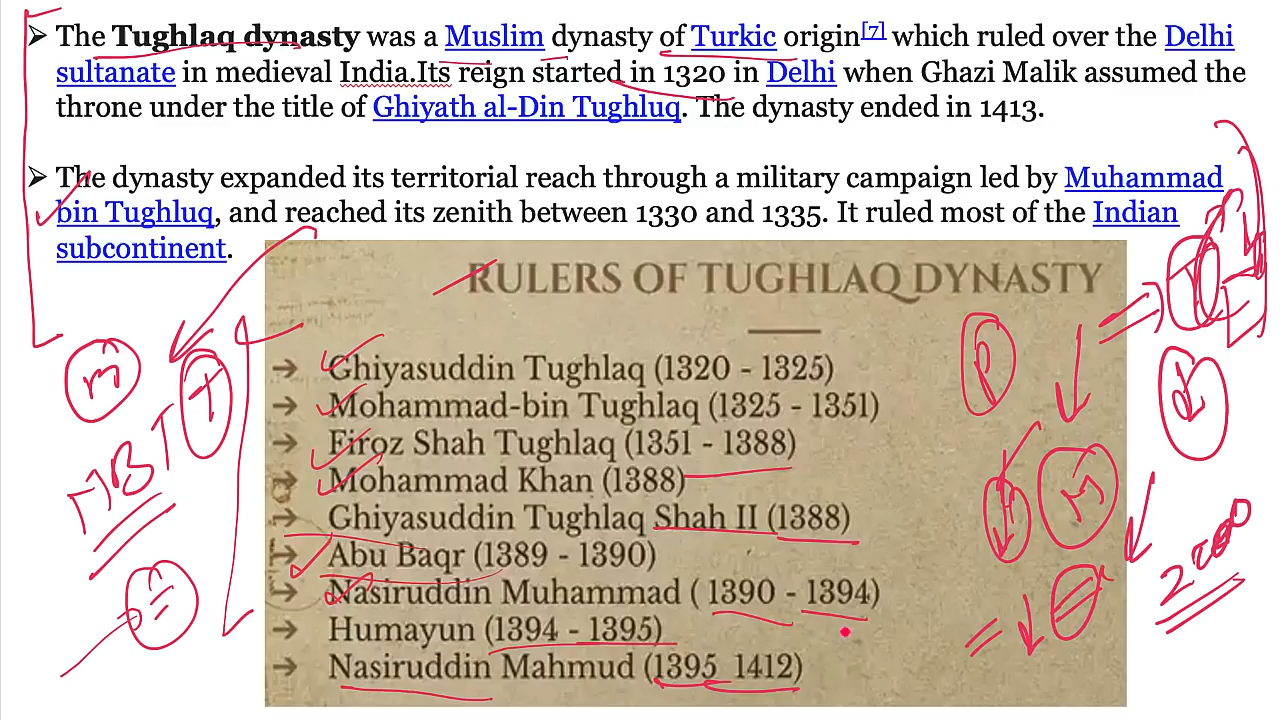 ➢ The Tughlaq dynasty was a Muslim dynasty of Turkic origin[7] which ruled over the Delhi
sultanate in medieval India.Its reign started in 1320 in Delhi when Ghazi Malik assumed the
throne under the title of Ghiyath al-Din Tughluq. The dynasty ended in 1413.
➢ The dynasty expanded its territorial reach through a military campaign led by Muhammad
bin Tughluq, and reached its zenith between 1330 and 1335. It ruled most of the Indian
subcontinent.
RULERS OF TUGHLAQ DYNASTY
→ Ghiyasuddin Tughlaq (1320 - 1325)
→ Mohammad-bin Tughlaq (1325 - 1351)
→ Firoz Shah Tughlaq (1351 - 1388)
→ Mohammad Khan (1388)
→ Ghiyasuddin Tughlaq Shah II (1388)
→ Abu Baqr (1389 - 1390)
→ Nasiruddin Muhammad ( 1390 - 1394)
→ Humayun (1394 - 1395)
→ Nasiruddin Mahmud (1395 1412)
MBT